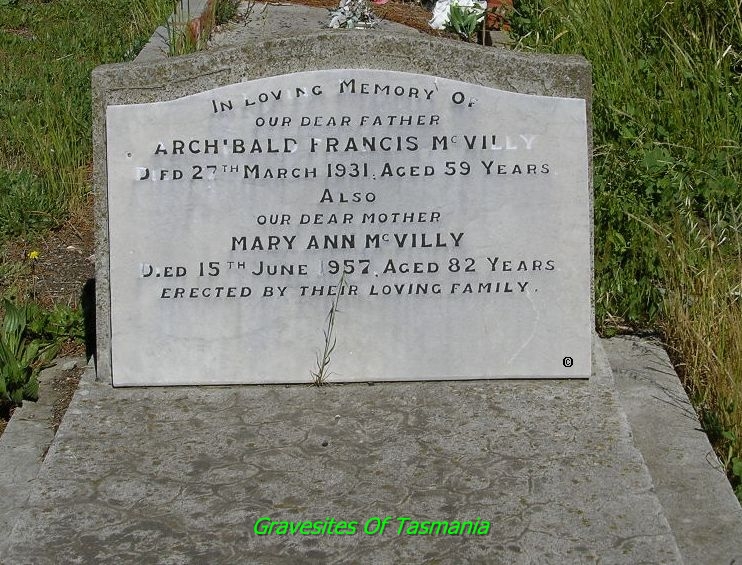 IN LOVING MEMORY OF
OUR DEAR FATHER
ARCHIBALD FRANCIS McVILLY
DIED 27TH MARCH 1931, AGED 59 YEARS.
ALSO
OUR DEAR MOTHER
MARY ANN McVILLY
DIED 15TH JUNE 1957, AGED 82 YEARS
ERECTED BY THEIR LOVING FAMILY.
©
Gravesites Of Tasmania